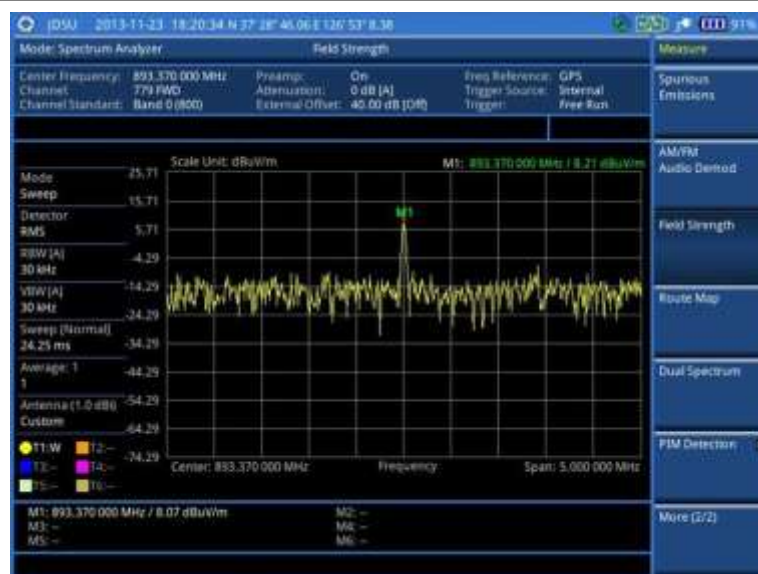 JDSU 2013-11-23 18:20:34 N 37° 28' 46.06 E 126° 53' 8.38 91%
Mode: Spectrum Analyzer Field Strength Measure
Center Frequency: 893.370 000 MHz Preamp: On Freq Reference: GPS
Channel: 779 FWD Attenuation: 0 dB [A] Trigger Source: Internal
Channel Standard: Band 0 (800) External Offset: 40.00 dB [Off] Trigger: Free Run
Spurious
Emissions
AM/FM
Audio Demod
Field Strength
Route Map
Dual Spectrum
PIM Detection
More (2/2)
Scale Unit: dBuV/m M1: 893.370 000 MHz / 8.21 dBuV/m
Mode
Sweep
Detector
RMS
RBW [A]
30 kHz
VBW [A]
30 kHz
Sweep [Normal]
24.25 ms
Average: 1
1
Antenna (1.0 dBi)
Custom
25.71
15.71
5.71
-4.29
-14.29
-24.29
-34.29
-44.29
-54.29
-64.29
-74.29
M1
T1:W T2:--
T3:-- T4:--
T5:-- T6:--
Center: 893.370 000 MHz Frequency Span: 5.000 000 MHz
M1: 893.370 000 MHz / 8.07 dBuV/m M2: --
M3: -- M4: --
M5: -- M6: --